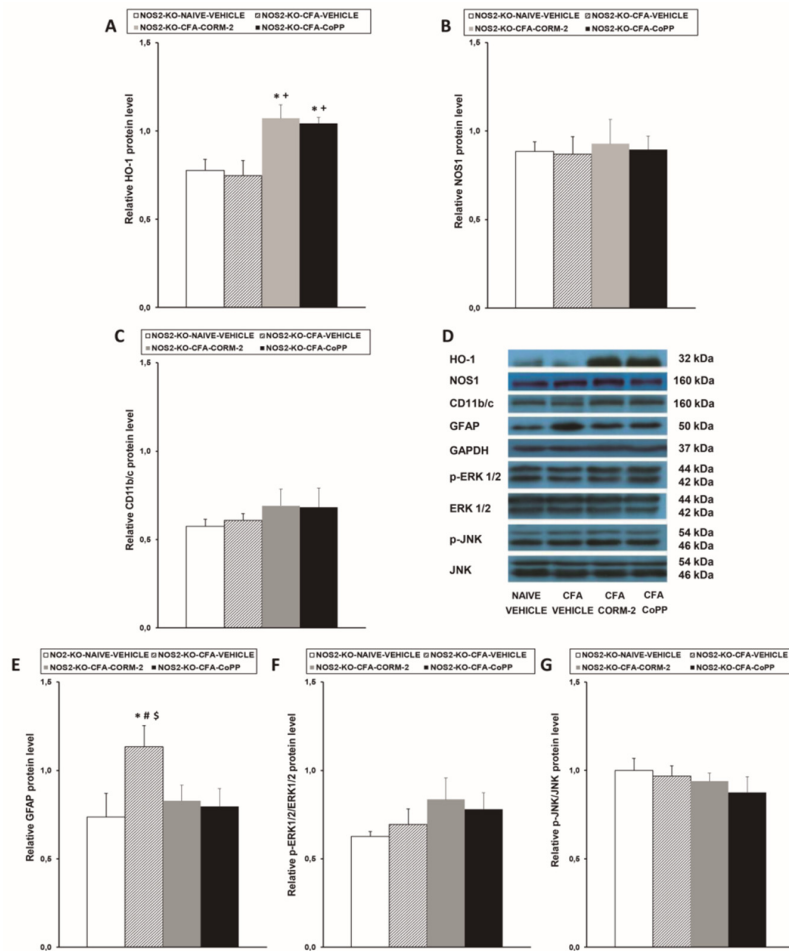 A
NOS2-KO-NAIVE-VEHICLE NOS2-KO-CFA-VEHICLE
NOS2-KO-CFA-CORM-2 NOS2-KO-CFA-CoPP
Relative HO-1 protein level
1,5
1,0
0,5
0,0
* +
* +
B
NOS2-KO-NAIVE-VEHICLE NOS2-KO-CFA-VEHICLE
NOS2-KO-CFA-CORM-2 NOS2-KO-CFA-CoPP
Relative NOS1 protein level
1,5
1,0
0,5
0,0
C
NOS2-KO-NAIVE-VEHICLE NOS2-KO-CFA-VEHICLE
NOS2-KO-CFA-CORM-2 NOS2-KO-CFA-CoPP
Relative CD11b/c protein level
1,5
1,0
0,5
0,0
D
HO-1 32 kDa
NOS1 160 kDa
CD11b/c 160 kDa
GFAP 50 kDa
GAPDH 37 kDa
p-ERK 1/2 44 kDa
42 kDa
ERK 1/2 44 kDa
42 kDa
p-JNK 54 kDa
46 kDa
JNK 54 kDa
46 kDa
NAIVE CFA CFA CFA
VEHICLE VEHICLE CORM-2 CoPP
E
NO2-KO-NAIVE-VEHICLE NOS2-KO-CFA-VEHICLE
NOS2-KO-CFA-CORM-2 NOS2-KO-CFA-CoPP
Relative GFAP protein level
1,5
1,0
0,5
0,0
* # $
F
NOS2-KO-NAIVE-VEHICLE NOS2-KO-CFA-VEHICLE
NOS2-KO-CFA-CORM-2 NOS2-KO-CFA-CoPP
Relative p-ERK1/2/ERK1/2 protein level
1,5
1,0
0,5
0,0
G
NOS2-KO-NAIVE-VEHICLE NOS2-KO-CFA-VEHICLE
NOS2-KO-CFA-CORM-2 NOS2-KO-CFA-CoPP
Relative p-JNK/JNK protein level
1,5
1,0
0,5
0,0